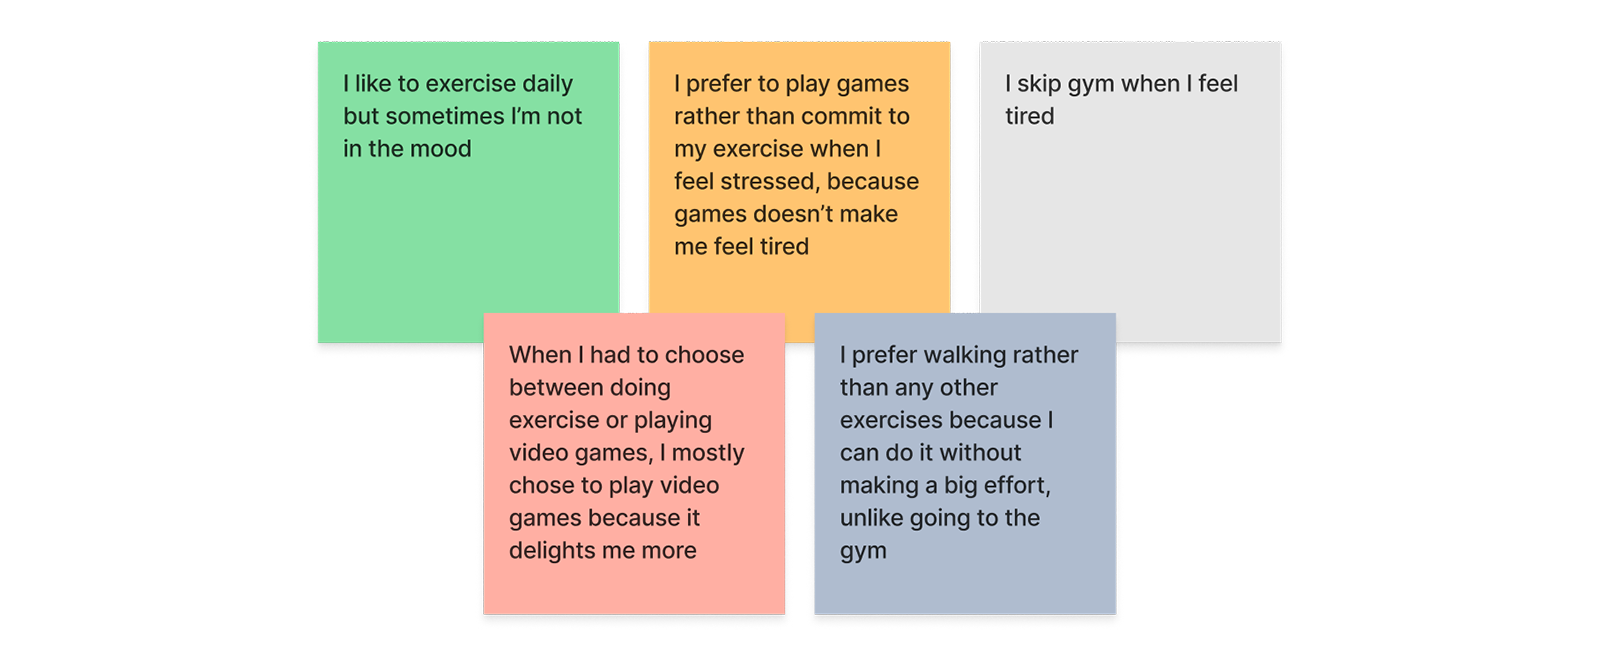 I like to exercise daily
but sometimes I’m not
in the mood
I prefer to play games
rather than commit to
my exercise when I
feel stressed, because
games doesn’t make
me feel tired
I skip gym when I feel
tired
When I had to choose
between doing
exercise or playing
video games, I mostly
chose to play video
games because it
delights me more
I prefer walking rather
than any other
exercises because I
can do it without
making a big effort,
unlike going to the
gym